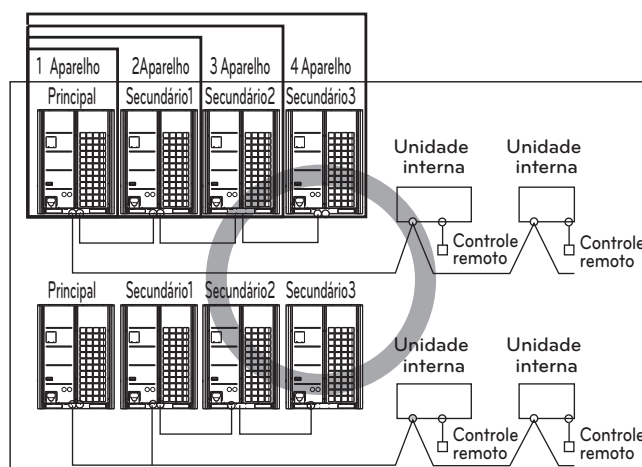 1 Aparelho 2Aparelho 3 Aparelho 4 Aparelho
Principal Secundário1 Secundário2 Secundário3
Unidade interna
Unidade interna
Controle remoto
Controle remoto
Principal Secundário1 Secundário2 Secundário3
Unidade interna
Unidade interna
Controle remoto
Controle remoto